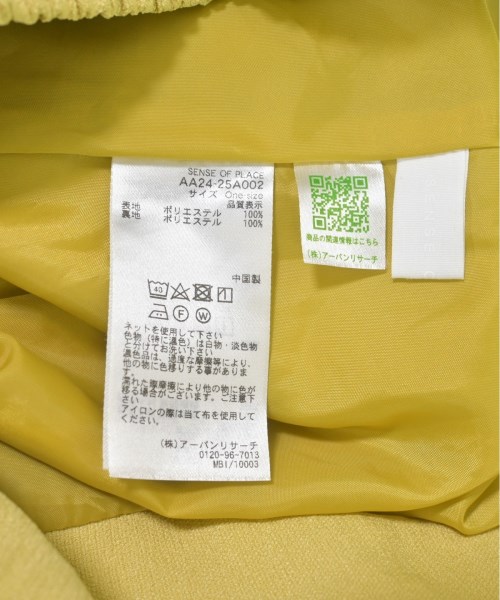 SENSE OF PLACE
AA24-25A002
サイズ One size
品質表示
表地 ポリエステル 100%
裏地 ポリエステル 100%
中国製
40
F W
ネットを使用して下さい
色物（特に濃色）は白物・淡色物
と分けてお洗い下さい
濃色品は、過度な摩擦等により、
他の物に色移りする事がありま
す。
濡れた摩擦により他の物に色が
移る場合がございます。ご注意下
さい
アイロンの際は当て布を使用して
ください。
（株）アーバンリサーチ
0120-96-7013
MB1/10003
商品の関連情報はこちら
（株）アーバンリサーチ